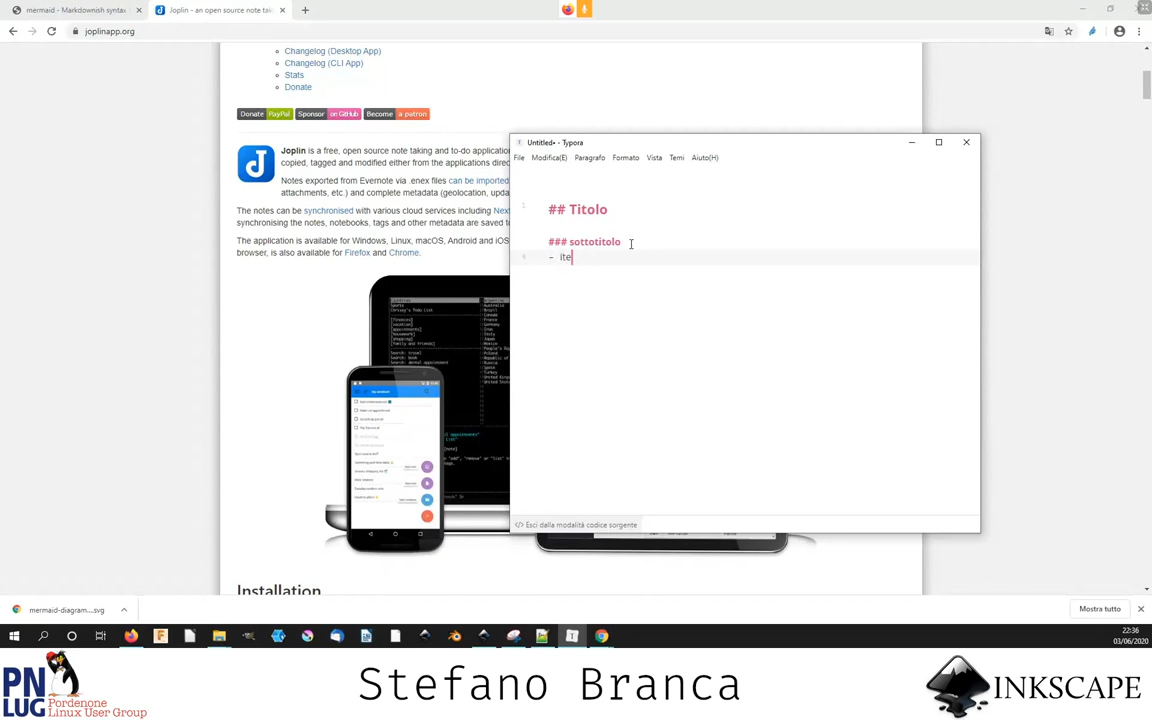 mermaid - Markdownish syntax
Joplin - an open source note tak
joplinapp.org
Changelog (Desktop App)
Changelog (CLI App)
Stats
Donate
Donate PayPal Sponsor on GitHub Become a patron
Joplin is a free, open source note taking and to-do applicatio
copied, tagged and modified either from the applications direc
Notes exported from Evernote via .enex files can be imported
attachments, etc.) and complete metadata (geolocation, upda
The notes can be synchronised with various cloud services including Nex
synchronising the notes, notebooks, tags and other metadata are saved to
The application is available for Windows, Linux, macOS, Android and iOS
browser, is also available for Firefox and Chrome.
Untitled• - Typora
File Modifica(E) Paragrafo Formato Vista Temi Aiuto(H)
1
## Titolo
### sottotitolo
4
- ite
Esci dalla modalità codice sorgente
Installation
mermaid-diagram....svg
Mostra tutto
22:36
03/06/2020
PN
LUG
Pordenone
Linux User Group
Stefano Branca
INKSCAPE